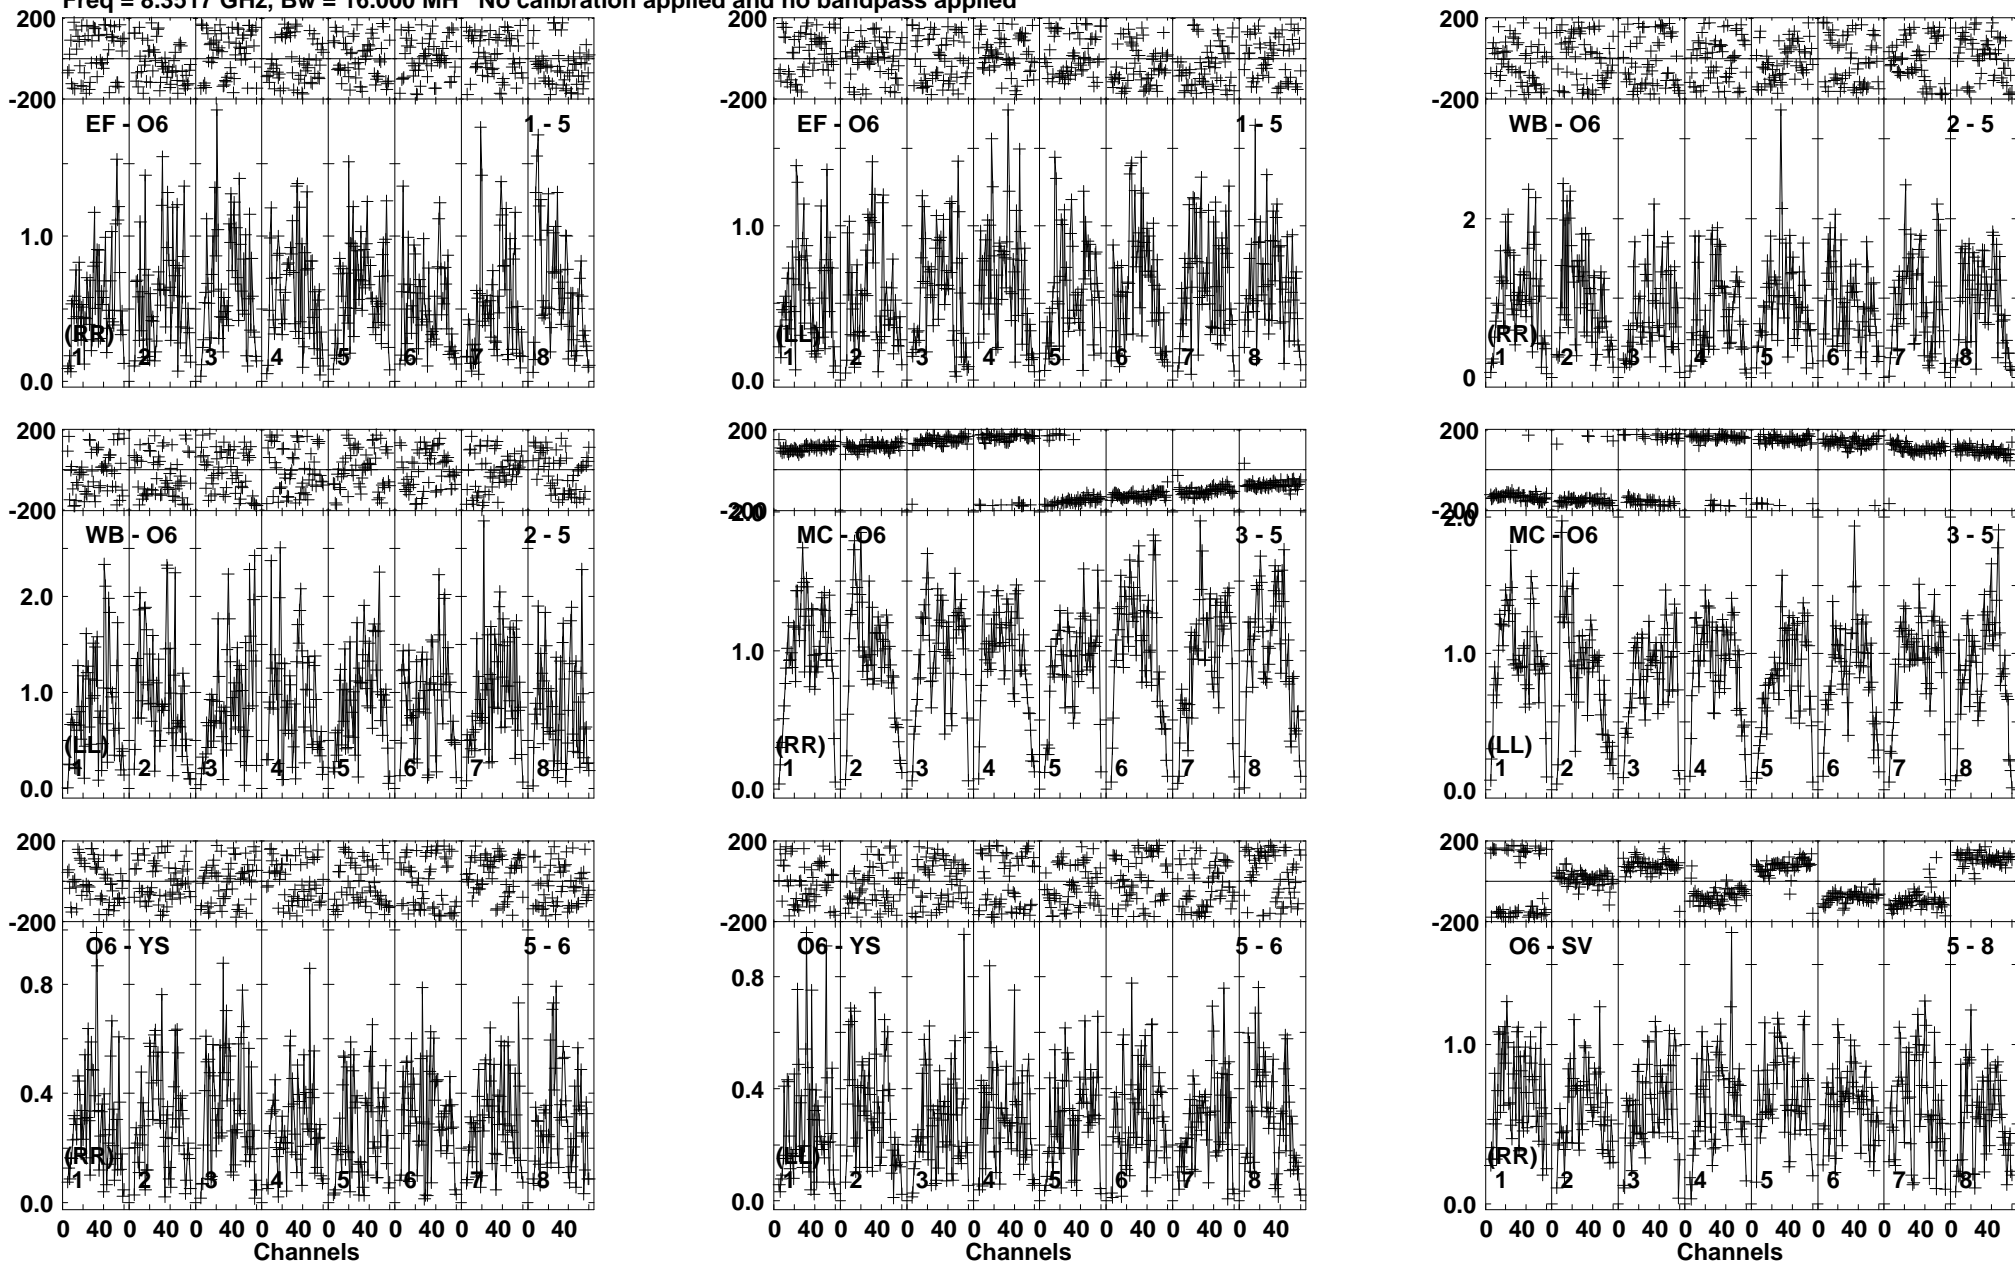 Freq = 8.3517 GHz, Bw = 16.000 MH No calibration applied and no bandpass applied
200 200 200
-200 -200 -200
EF - O6 1 - 5 EF - O6 1 - 5 WB - O6 2 - 5
1.0 1.0 2
(RR) (LL) (RR)
1 2 3 4 5 6 7 8 1 2 3 4 5 6 7 8 1 2 3 4 5 6 7 8
0.0 0.0 0
200 200 200
-200 -200 -200
2.0 2.0
WB - O6 2 - 5 MC - O6 3 - 5 MC - O6 3 - 5
2.0
1.0 1.0 1.0
(LL) (RR) (LL)
1 2 3 4 5 6 7 8 1 2 3 4 5 6 7 8 1 2 3 4 5 6 7 8
0.0 0.0 0.0
200 200 200
-200 -200 -200
O6 - YS 5 - 6 O6 - YS 5 - 6 O6 - SV 5 - 8
0.8 0.8 1.0
0.4 0.4
(RR) (LL) (RR)
1 2 3 4 5 6 7 8 1 2 3 4 5 6 7 8 1 2 3 4 5 6 7 8
0.0 0.0 0.0
0 40 0 40 0 40 0 40 0 40 0 40 0 40 0 40 0 40 0 40 0 40 0 40 0 40 0 40 0 40 0 40 0 40 0 40 0 40 0 40 0 40 0 40 0 40 0 40
Channels Channels Channels